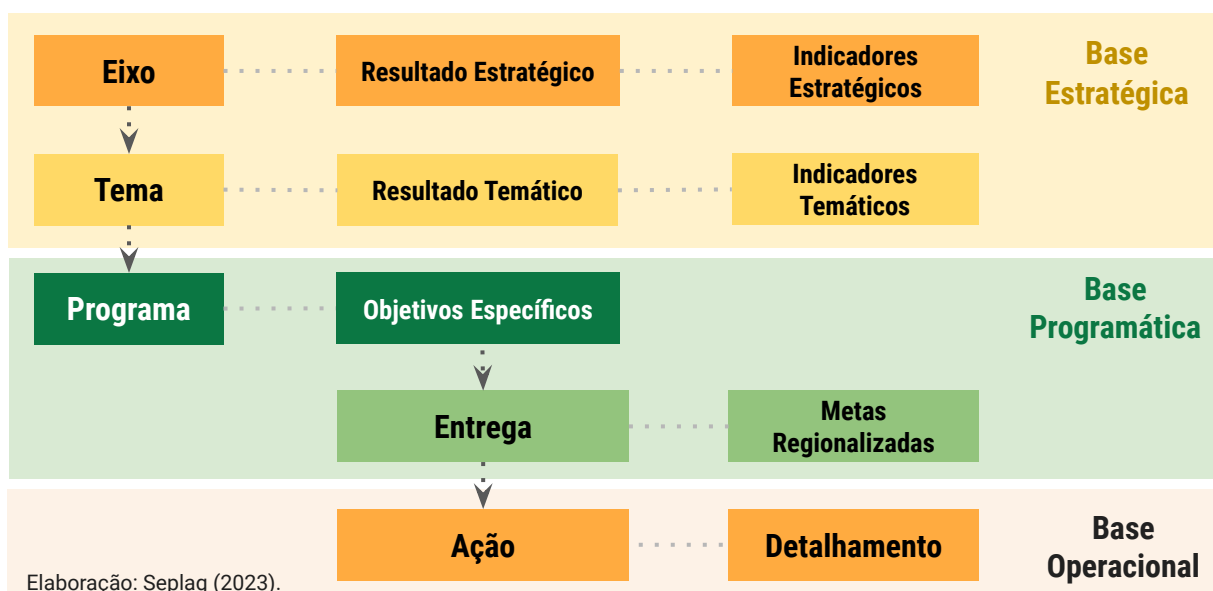 Eixo
Resultado Estratégico
Indicadores
Estratégicos
Base
Estratégica
Tema
Resultado Temático
Indicadores
Temáticos
Programa
Objetivos Específicos
Base
Programática
Entrega
Metas
Regionalizadas
Ação
Detalhamento
Base
Operacional
Elaboração: Seplag (2023).